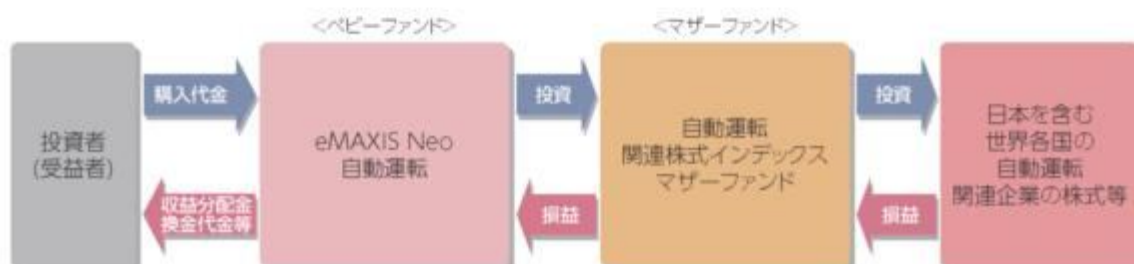 <ベビーファンド>
<マザーファンド>
投資者
(受益者)
購入代金
収益分配金
換金代金等
eMAXIS Neo
自動運転
投資
損益
自動運転
関連株式インデックス
マザーファンド
投資
損益
日本を含む
世界各国の
自動運転
関連企業の株式等